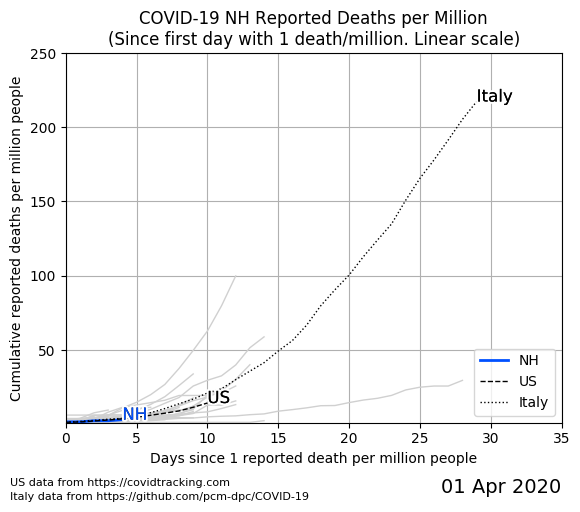 COVID-19 NH Reported Deaths per Million
(Since first day with 1 death/million. Linear scale)
Cumulative reported deaths per million people
250
200
150
100
50
Italy
US
NH
NH
US
Italy
0 5 10 15 20 25 30 35
Days since 1 reported death per million people
US data from https://covidtracking.com
Italy data from https://github.com/pcm-dpc/COVID-19
01 Apr 2020